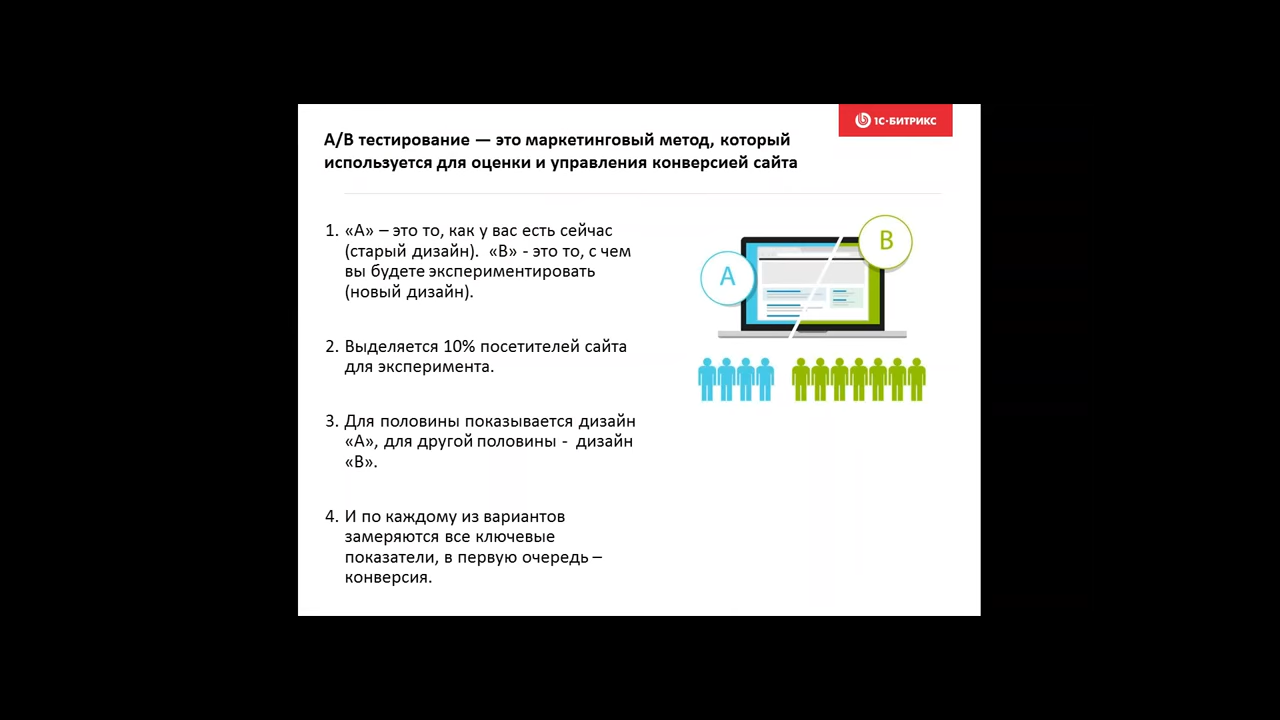 А/B тестирование — это маркетинговый метод, который
используется для оценки и управления конверсией сайта
1С·БИТРИКС
1. «А» – это то, как у вас есть сейчас
(старый дизайн).  «В» - это то, с чем
вы будете экспериментировать
(новый дизайн).
2. Выделяется 10% посетителей сайта
для эксперимента.
3. Для половины показывается дизайн
«А», для другой половины -  дизайн
«В».
4. И по каждому из вариантов
замеряются все ключевые
показатели, в первую очередь –
конверсия.
A
B